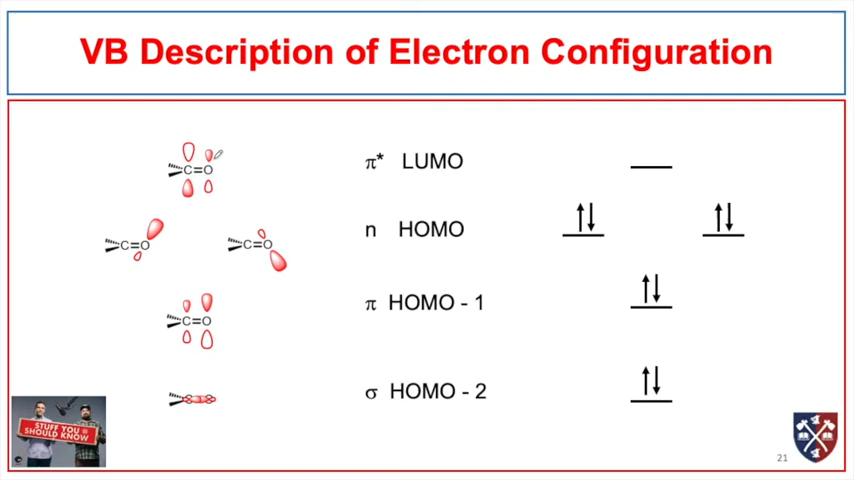 VB Description of Electron Configuration
C=O
π* LUMO
C=O
C=O
n HOMO
C=O
π HOMO - 1
σ HOMO - 2
STUFF YOU
SHOULD KNOW
21